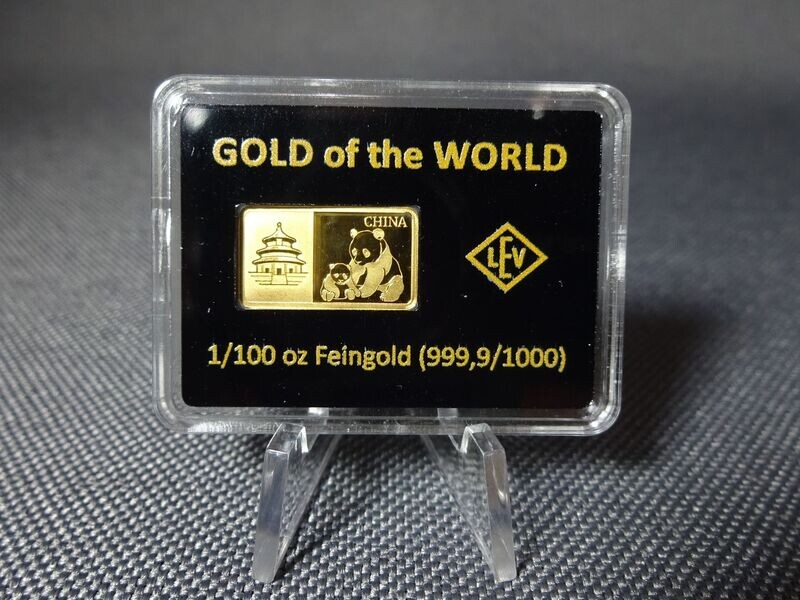 GOLD of the WORLD
CHINA
LEV
1/100 oz Feingold (999,9/1000)